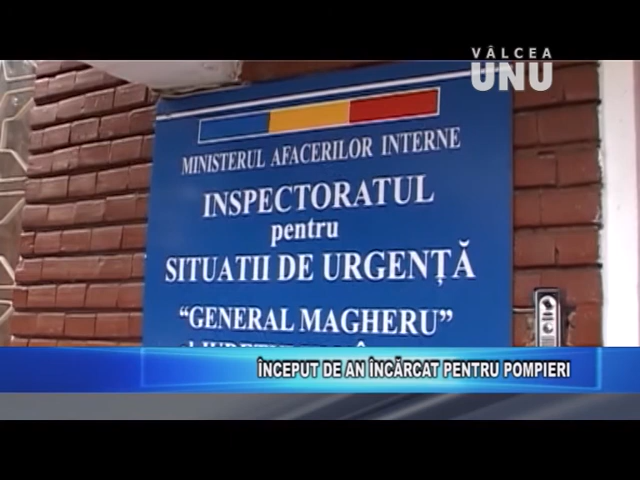 VÂLCEA
UNU
MINISTERUL AFACERILOR INTERNE
INSPECTORATUL
pentru
SITUATII DE URGENȚĂ
“GENERAL MAGHERU”
ÎNCEPUT DE AN ÎNCĂRCAT PENTRU POMPIERI